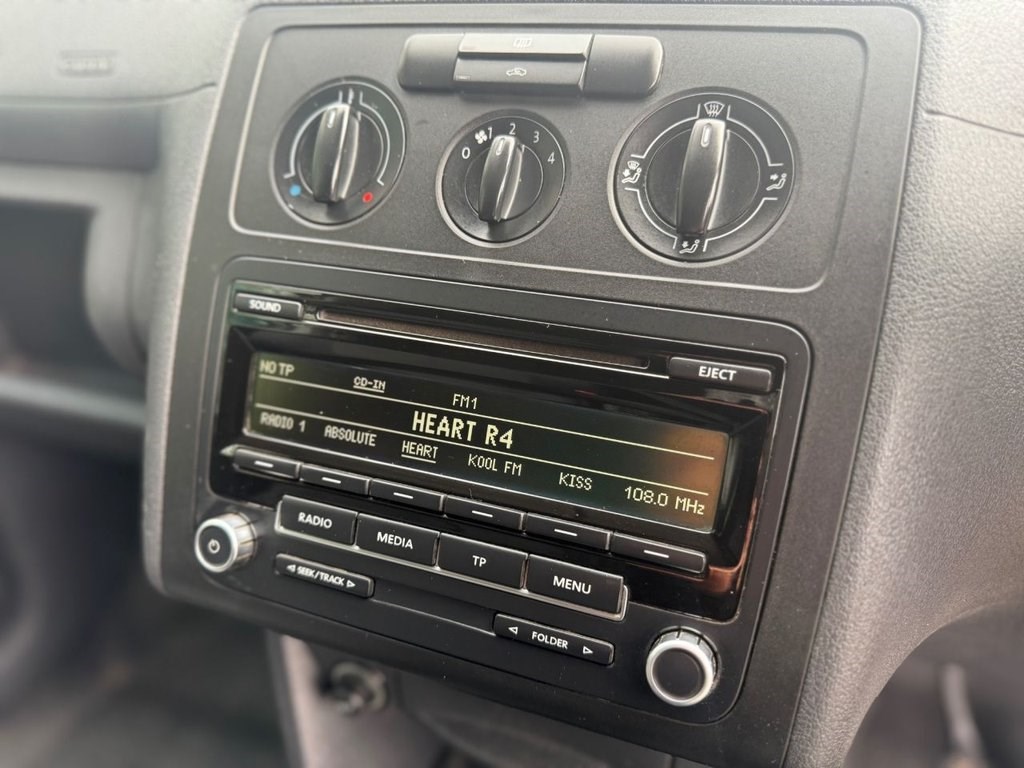 0 1 2 3 4
SOUND
EJECT
NO TP CD-IN FM1
HEART R4
RADIO 1 ABSOLUTE HEART KOOL FM KISS 108.0 MHz
RADIO MEDIA TP MENU
SEEK/TRACK
FOLDER